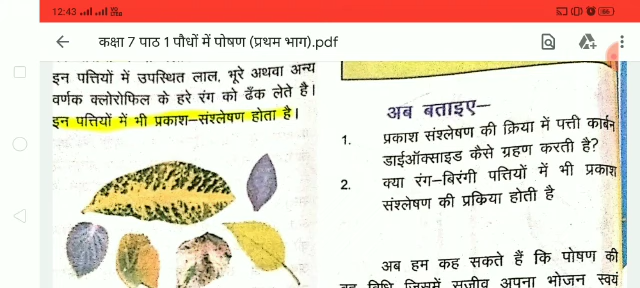 12:43
कक्षा 7 पाठ 1 पौधों में पोषण (प्रथम भाग).pdf
इन पत्तियों में उपस्थित लाल, भूरे अथवा अन्य
वर्णक क्लोरोफिल के हरे रंग को ढँक लेते है।
इन पत्तियों में भी प्रकाश–संश्लेषण होता है।
अब बताइए–
1. प्रकाश संश्लेषण की क्रिया में पत्ती कार्बन
डाईऑक्साइड कैसे ग्रहण करती है?
2. क्या रंग–बिरंगी पत्तियों में भी प्रकाश
संश्लेषण की प्रक्रिया होती है
अब हम कह सकते हैं कि पोषण की
विधि जिसमें सजीव अपना भोजन स्वयं